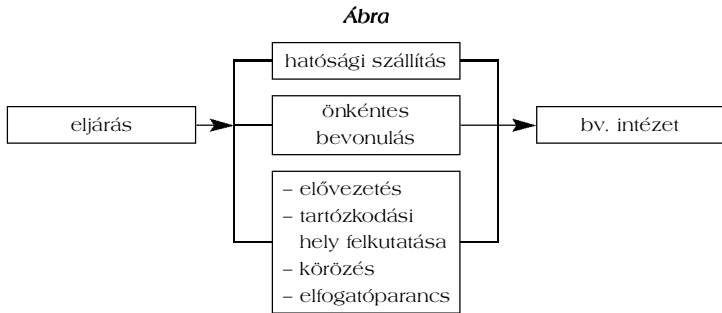 Ábra
hatósági szállítás
eljárás
önkéntes
bevonulás
bv. intézet
– elővezetés
– tartózkodási
hely felkutatása
– körözés
– elfogatóparancs